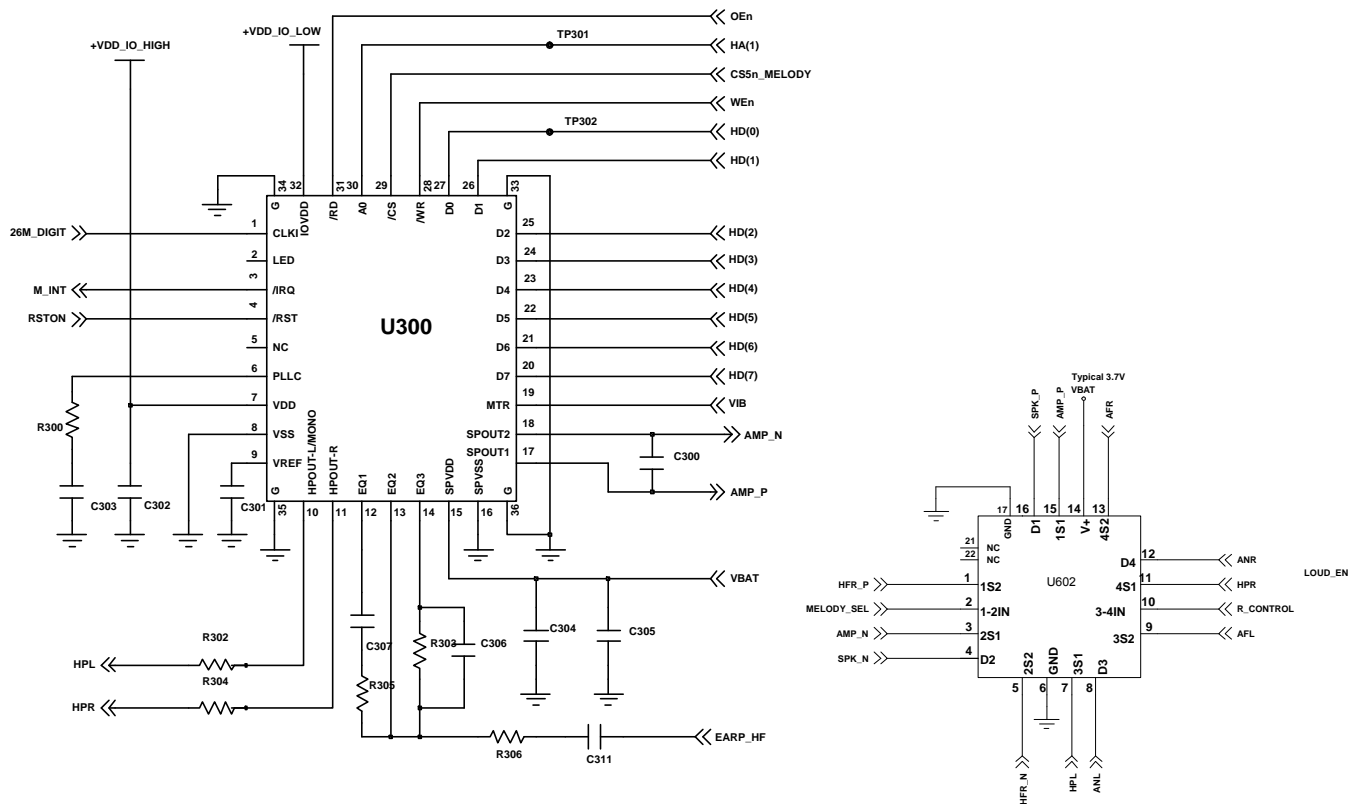 OEn
+VDD_IO_LOW
TP301
HA(1)
+VDD_IO_HIGH
CS5n_MELODY
WEn
TP302
HD(0)
HD(1)
34 32 31 30 29 28 27 26 33
G IOVDD /RD A0 /CS /WR D0 D1 G
26M_DIGIT 1 CLKI
D2 25 HD(2)
2 LED
D3 24 HD(3)
M_INT 3 /IRQ
D4 23 HD(4)
RSTON 4 /RST
D5 22 HD(5)
U300
5 NC
D6 21 HD(6)
6 PLLC
D7 20 HD(7)
7 VDD
MTR 19 VIB
R300
8 VSS
SPOUT2 18 AMP_N
9 VREF
SPOUT1 17
C300
AMP_P
C303
C302
C301
G HPOUT-L/MONO HPOUT-R EQ1 EQ2 EQ3 SPVDD SPVSS G
35 10 11 12 13 14 15 16 36
VBAT
C307
R303
C306
C304
C305
R302
HPL
R304
R305
HPR
R306
C311
EARP_HF
Typical 3.7V
VBAT
SPK_P AMP_P AFR
17 16 15 14 13
GND D1 1S1 V+ 4S2
21 NC
22 NC
D4 12 ANR
LOUD_EN
U602
HFR_P 1 1S2
4S1 11 HPR
MELODY_SEL 2 1-2IN
3-4IN 10 R_CONTROL
AMP_N 3 2S1
3S2 9 AFL
SPK_N 4 D2
2S2 GND 3S1 D3
5 6 7 8
HFR_N HPL ANL